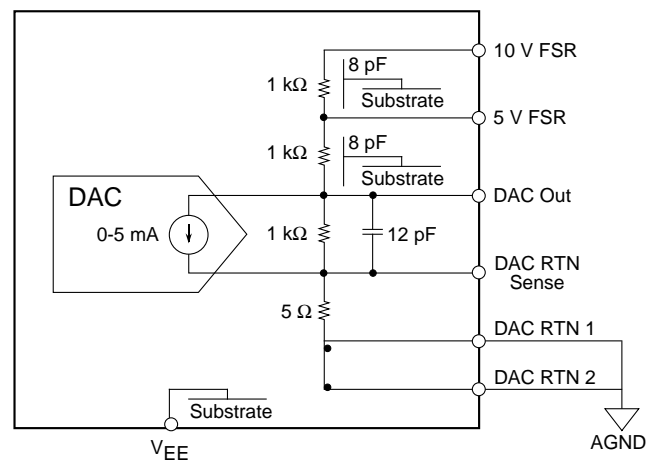 10 V FSR
8 pF
1 kΩ
Substrate
5 V FSR
8 pF
1 kΩ
Substrate
DAC
DAC Out
0-5 mA
1 kΩ
12 pF
DAC RTN
Sense
5 Ω
DAC RTN 1
DAC RTN 2
Substrate
VEE
AGND